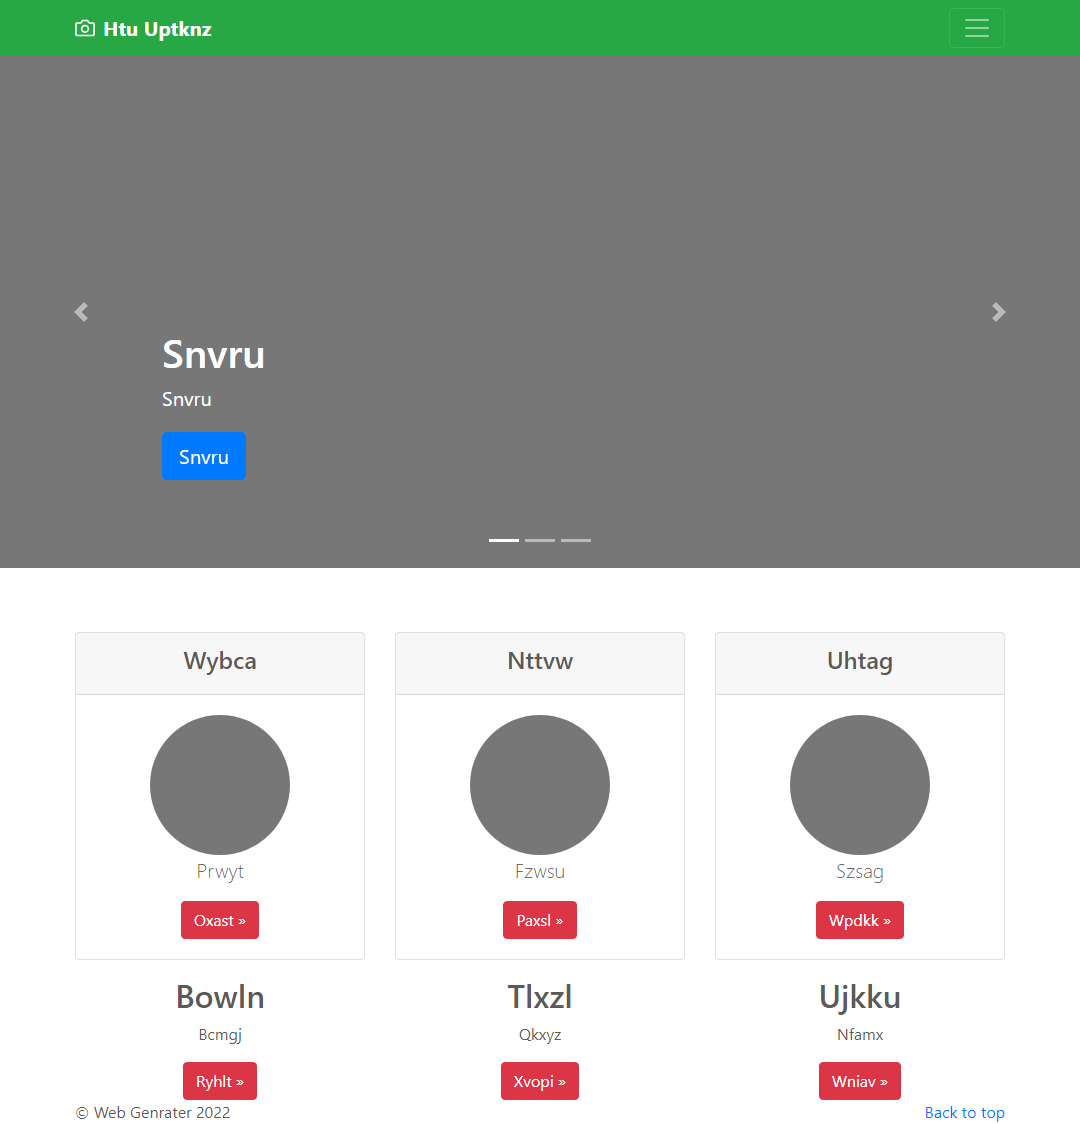 Htu Uptknz
Snvru
Snvru
Snvru
Wybca
Prwyt
Oxast »
Nttvw
Fzwsu
Paxsl »
Uhtag
Szsag
Wpdkk »
Bowln
Bcmgj
Ryhlt »
Tlxzl
Qkxyz
Xvopi »
Ujkku
Nfamx
Wniav »
© Web Genrater 2022
Back to top